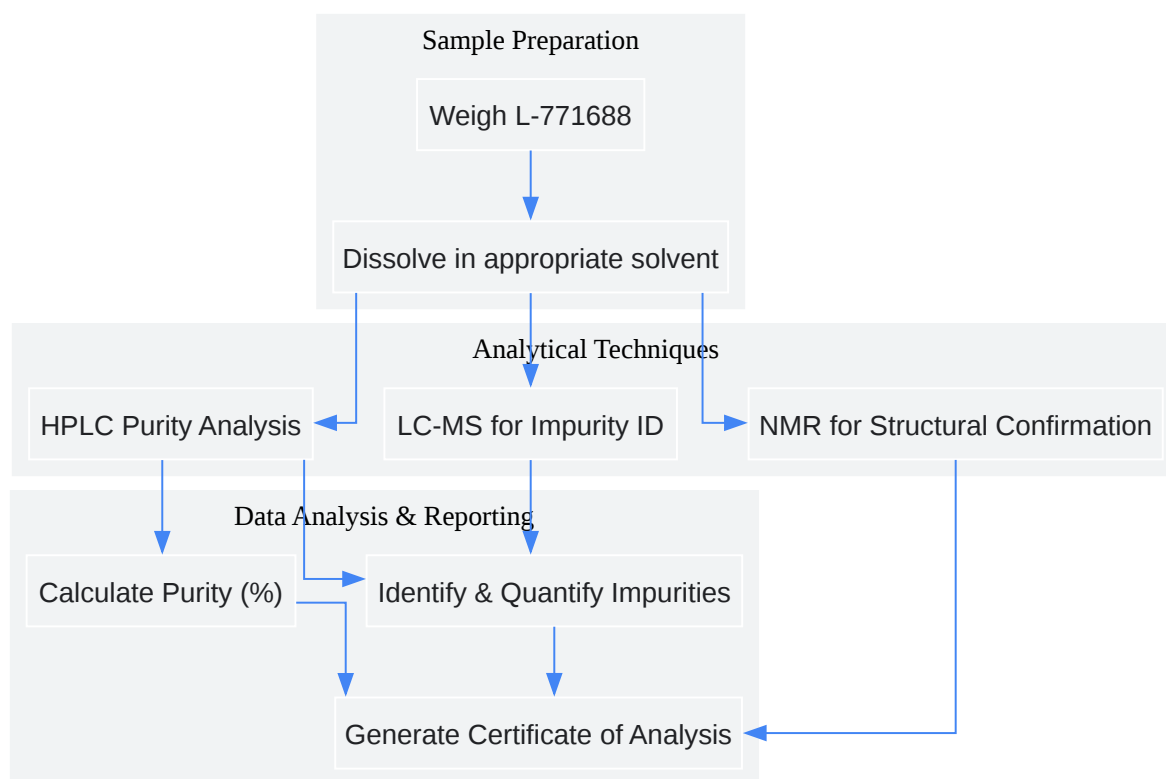 Sample Preparation
Weigh L-771688
Dissolve in appropriate solvent
Analytical Techniques
HPLC Purity Analysis
LC-MS for Impurity ID
NMR for Structural Confirmation
Data Analysis & Reporting
Calculate Purity (%)
Identify & Quantify Impurities
Generate Certificate of Analysis